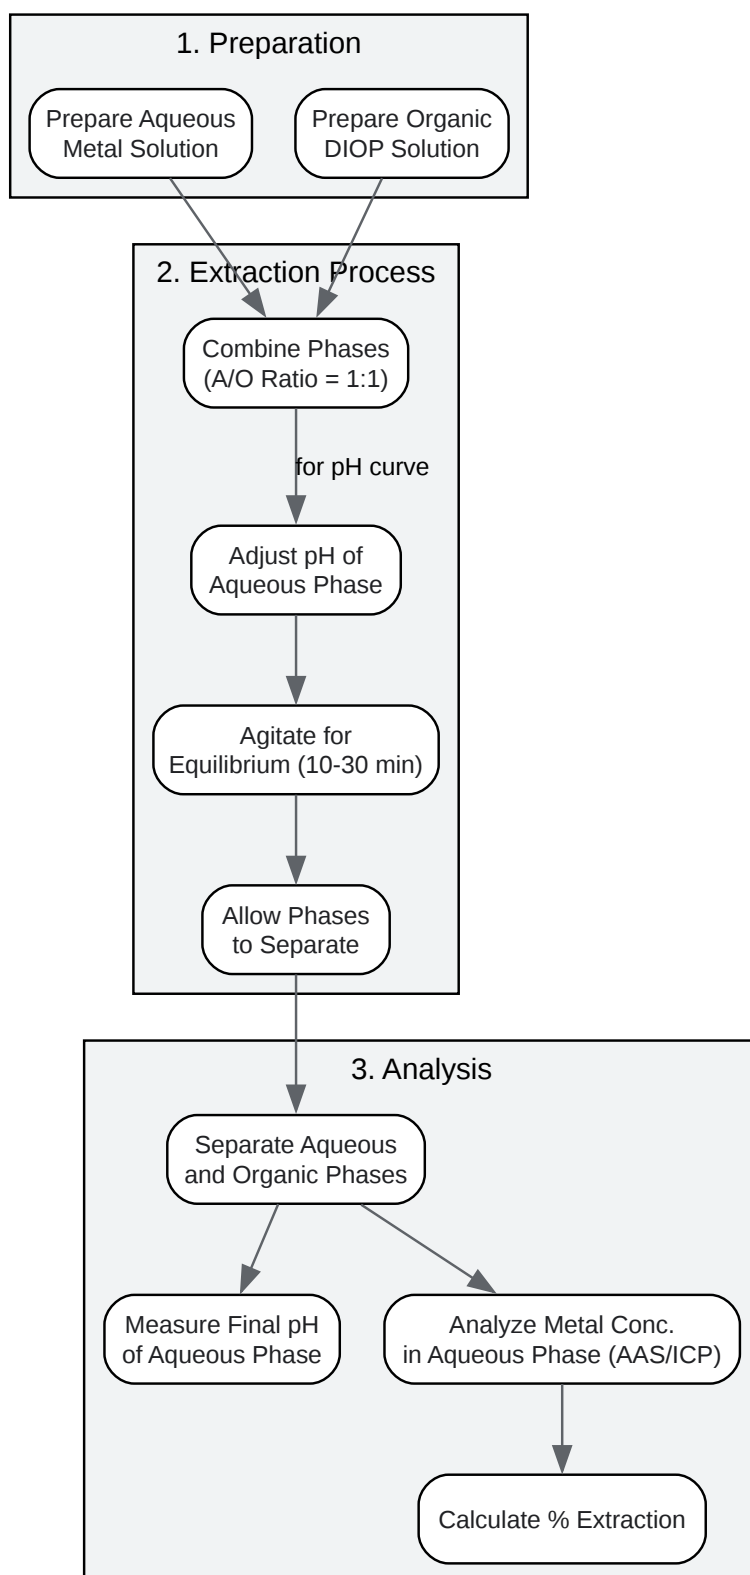 1. Preparation
Prepare Aqueous
Metal Solution
Prepare Organic
DIOP Solution
2. Extraction Process
Combine Phases
(A/O Ratio = 1:1)
for pH curve
Adjust pH of
Aqueous Phase
Agitate for
Equilibrium (10-30 min)
Allow Phases
to Separate
3. Analysis
Separate Aqueous
and Organic Phases
Measure Final pH
of Aqueous Phase
Analyze Metal Conc.
in Aqueous Phase (AAS/ICP)
Calculate % Extraction